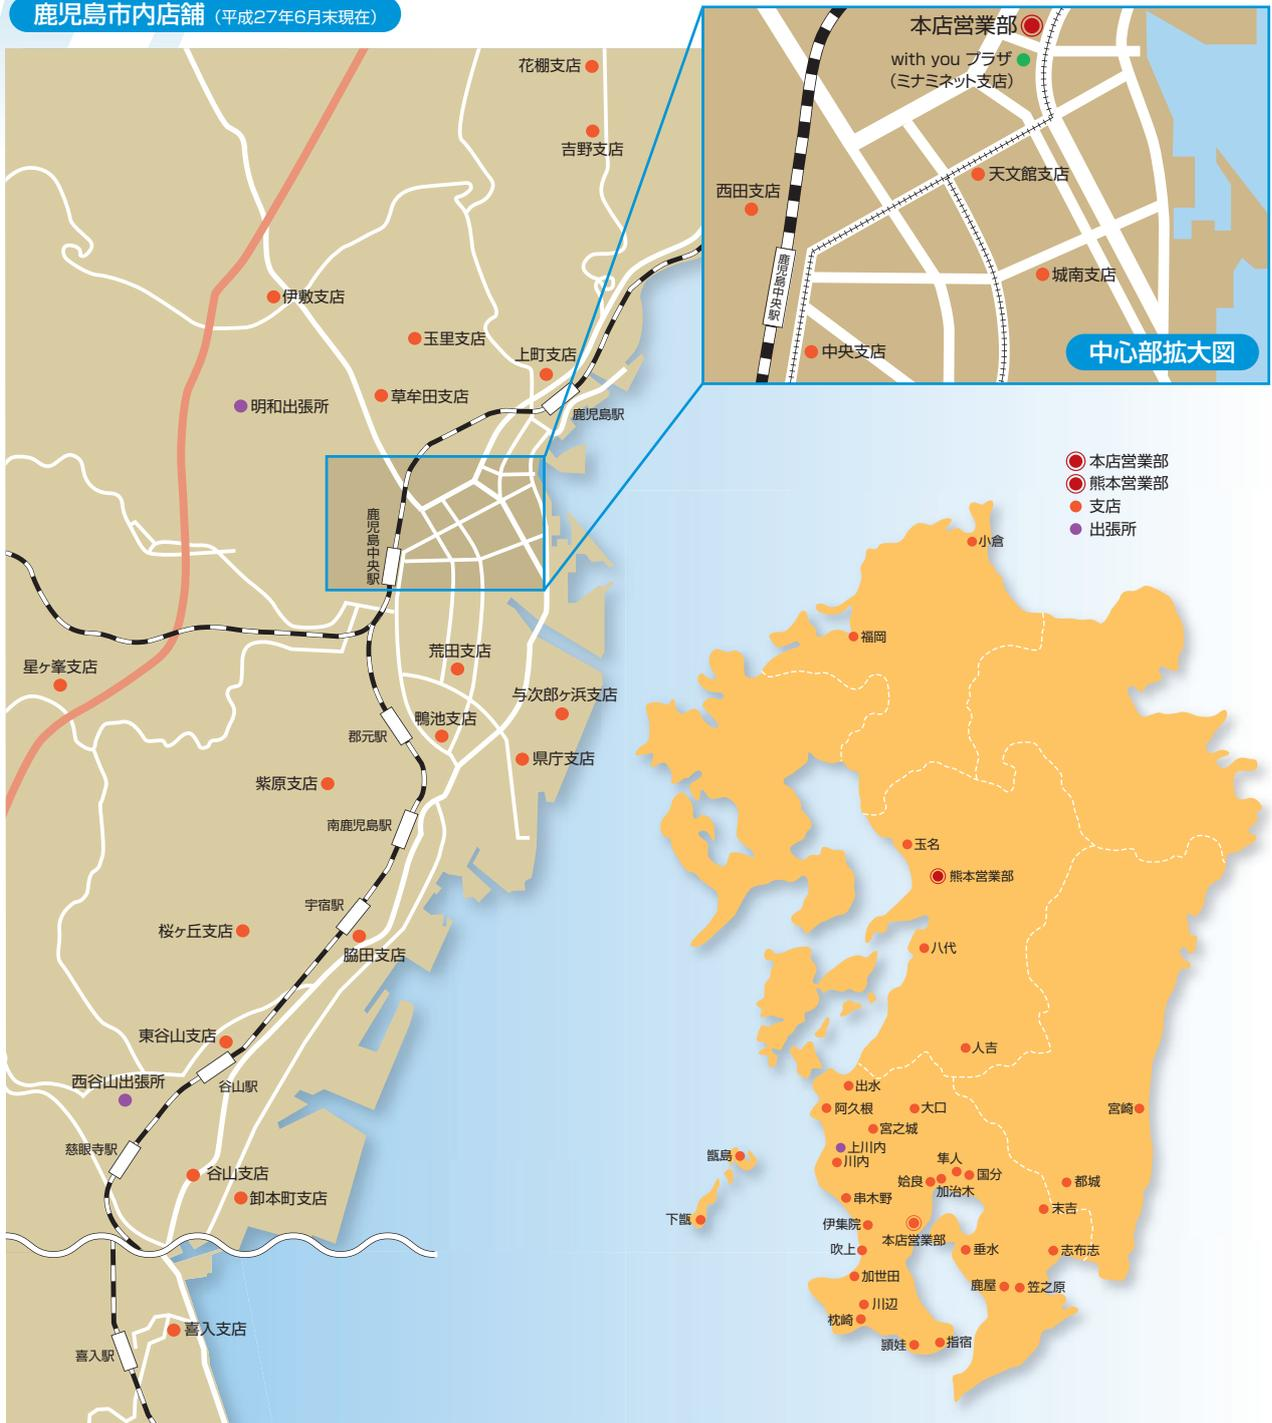 鹿児島市内店舗（平成27年6月末現在）
花棚支店
吉野支店
伊敷支店
玉里支店
上町支店
草牟田支店
明和出張所
鹿児島駅
鹿児島中央駅
荒田支店
星ヶ峯支店
与次郎ヶ浜支店
鴨池支店
郡元駅
県庁支店
紫原支店
南鹿児島駅
宇宿駅
桜ヶ丘支店
脇田支店
東谷山支店
西谷山出張所
谷山駅
慈眼寺駅
谷山支店
卸本町支店
喜入支店
喜入駅
本店営業部
with you プラザ
（ミナミネット支店）
天文館支店
西田支店
鹿児島中央駅
城南支店
中央支店
中心部拡大図
本店営業部
熊本営業部
支店
出張所
小倉
福岡
玉名
熊本営業部
八代
人吉
出水
阿久根
大口
宮崎
宮之城
上川内
川内
甑島
隼人
国分
姶良
加治木
都城
串木野
末吉
下甑
伊集院
本店営業部
吹上
垂水
志布志
加世田
鹿屋
笠之原
川辺
枕崎
頴娃
指宿